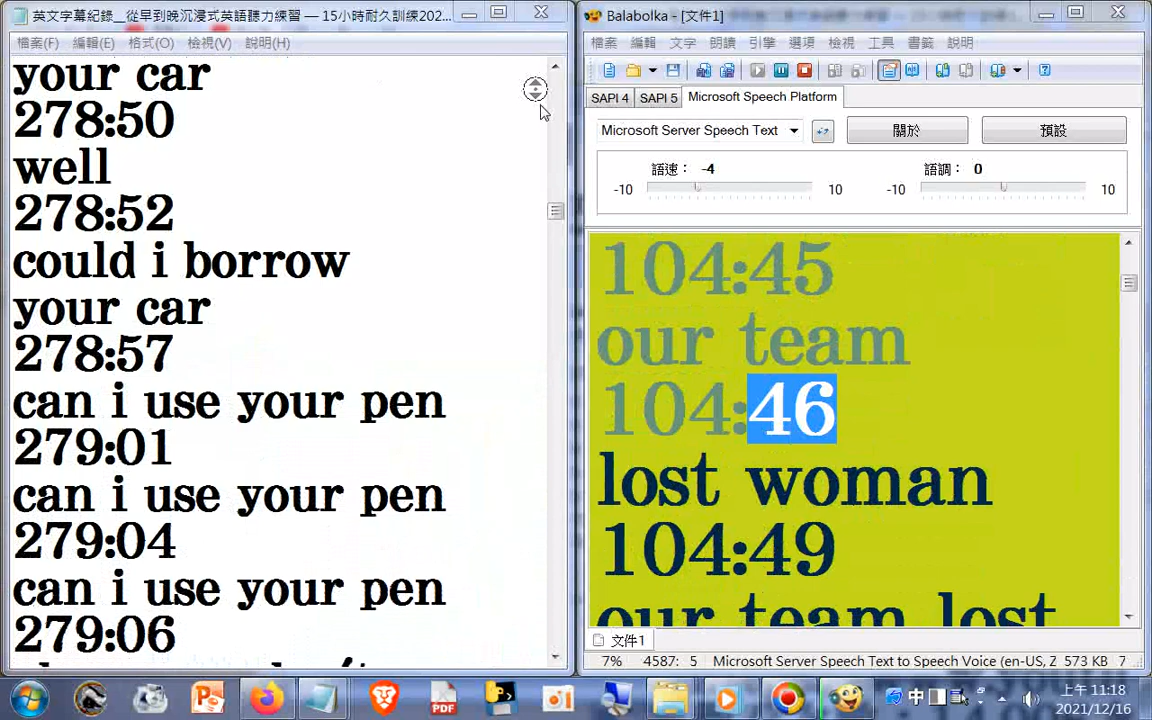 英文字幕紀錄__從早到晚沉浸式英語聽力練習 — 15小時耐久訓練202...
檔案(F) 編輯(E) 格式(O) 檢視(V) 說明(H)
your car
278:50
well
278:52
could i borrow
your car
278:57
can i use your pen
279:01
can i use your pen
279:04
can i use your pen
279:06
Balabolka - [文件1]
檔案 編輯 文字 朗讀 引擎 選項 檢視 工具 書籤 說明
SAPI 4 SAPI 5 Microsoft Speech Platform
Microsoft Server Speech Text 關於 預設
語速： -4 語調： 0
-10 10 -10 10
104:45
our team
104:46
lost woman
104:49
our team lost
文件1
7% 4587: 5 Microsoft Server Speech Text to Speech Voice (en-US, Z 573 KB 7
中 上午 11:18
2021/12/16